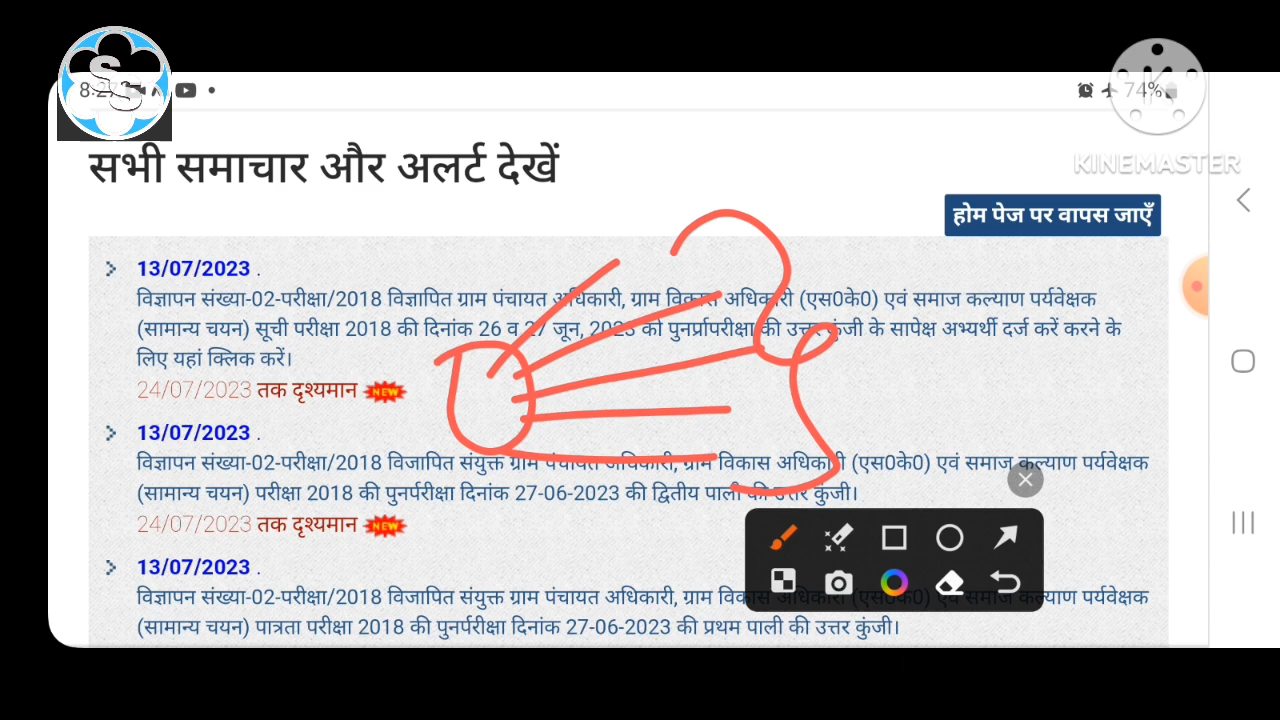 SS
8:27
74%
KINEMASTER
सभी समाचार और अलर्ट देखें
होम पेज पर वापस जाएँ
13/07/2023 .
विज्ञापन संख्या-02-परीक्षा/2018 विज्ञापित ग्राम पंचायत अधिकारी, ग्राम विकास अधिकारी (एस0के0) एवं समाज कल्याण पर्यवेक्षक
(सामान्य चयन) सूची परीक्षा 2018 की दिनांक 26 व 27 जून, 2023 की पुनर्प्रापरीक्षा की उत्तर कुंजी के सापेक्ष अभ्यर्थी दर्ज करें करने के
लिए यहां क्लिक करें।
24/07/2023 तक दृश्यमान NEW
13/07/2023 .
विज्ञापन संख्या-02-परीक्षा/2018 विजापित संयुक्त ग्राम पंचायत अधिकारी, ग्राम विकास अधिकारी (एस0के0) एवं समाज कल्याण पर्यवेक्षक
(सामान्य चयन) परीक्षा 2018 की पुनर्परीक्षा दिनांक 27-06-2023 की द्वितीय पाली की उत्तर कुंजी।
24/07/2023 तक दृश्यमान NEW
13/07/2023 .
विज्ञापन संख्या-02-परीक्षा/2018 विजापित संयुक्त ग्राम पंचायत अधिकारी, ग्राम विकास अधिकारी (एस0के0) एवं समाज कल्याण पर्यवेक्षक
(सामान्य चयन) पात्रता परीक्षा 2018 की पुनर्परीक्षा दिनांक 27-06-2023 की प्रथम पाली की उत्तर कुंजी।